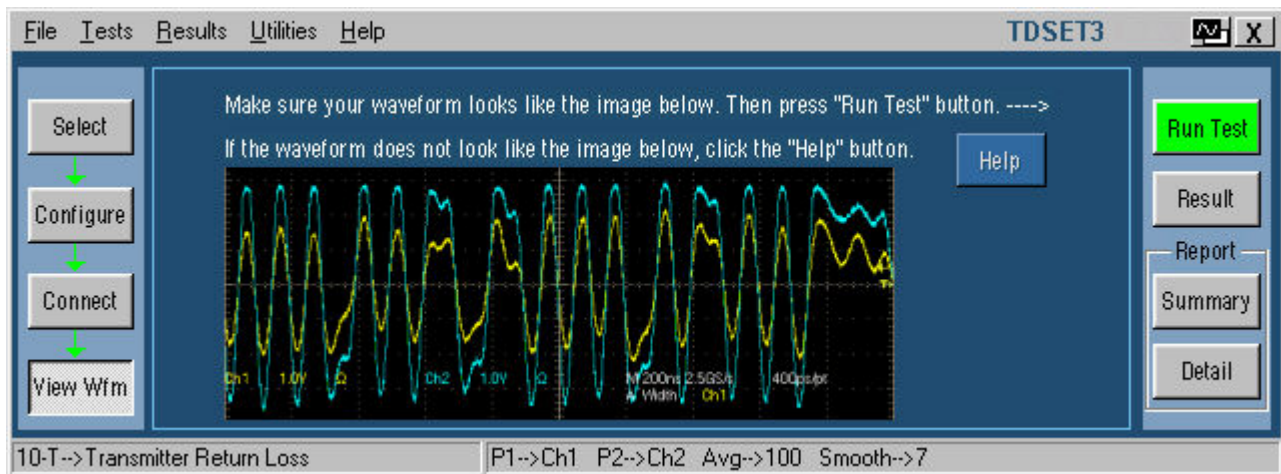 File Tests Results Utilities Help TDSET3 X
Make sure your waveform looks like the image below. Then press "Run Test" button. ---->
If the waveform does not look like the image below, click the "Help" button.
Help
Select
Configure
Connect
View Wfm
Ch1 1.0V Ω Ch2 1.0V Ω M 200ns 2.5GS/s 400ps/pt
A Width Ch1
Run Test
Result
Report
Summary
Detail
10-T-->Transmitter Return Loss P1-->Ch1 P2-->Ch2 Avg-->100 Smooth-->7